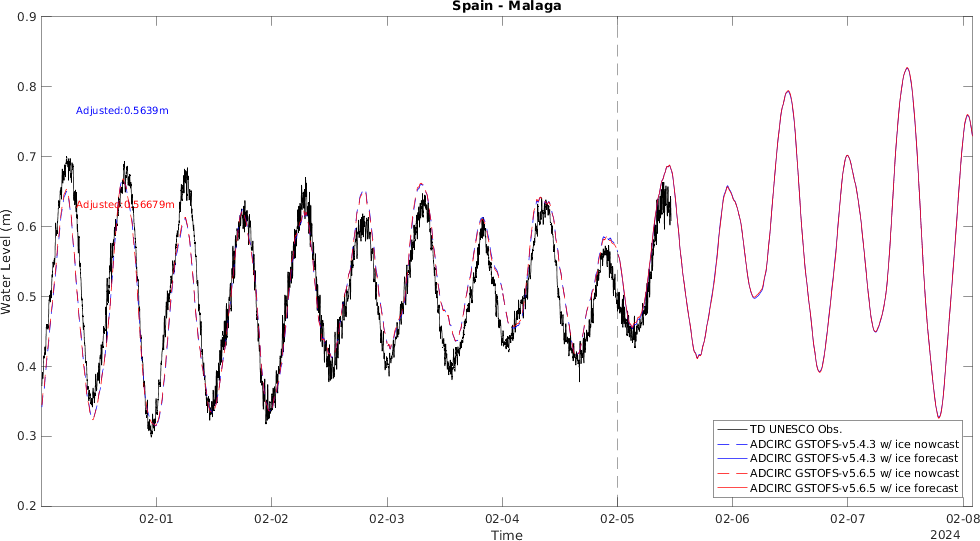 Spain - Malaga
0.9
0.8
0.7
0.6
0.5
0.4
0.3
0.2
Water Level (m)
Adjusted:0.5639m
Adjusted:0.56679m
TD UNESCO Obs.
ADCIRC GSTOFS-v5.4.3 w/ ice nowcast
ADCIRC GSTOFS-v5.4.3 w/ ice forecast
ADCIRC GSTOFS-v5.6.5 w/ ice nowcast
ADCIRC GSTOFS-v5.6.5 w/ ice forecast
02-01 02-02 02-03 02-04 02-05 02-06 02-07 02-08
Time 2024